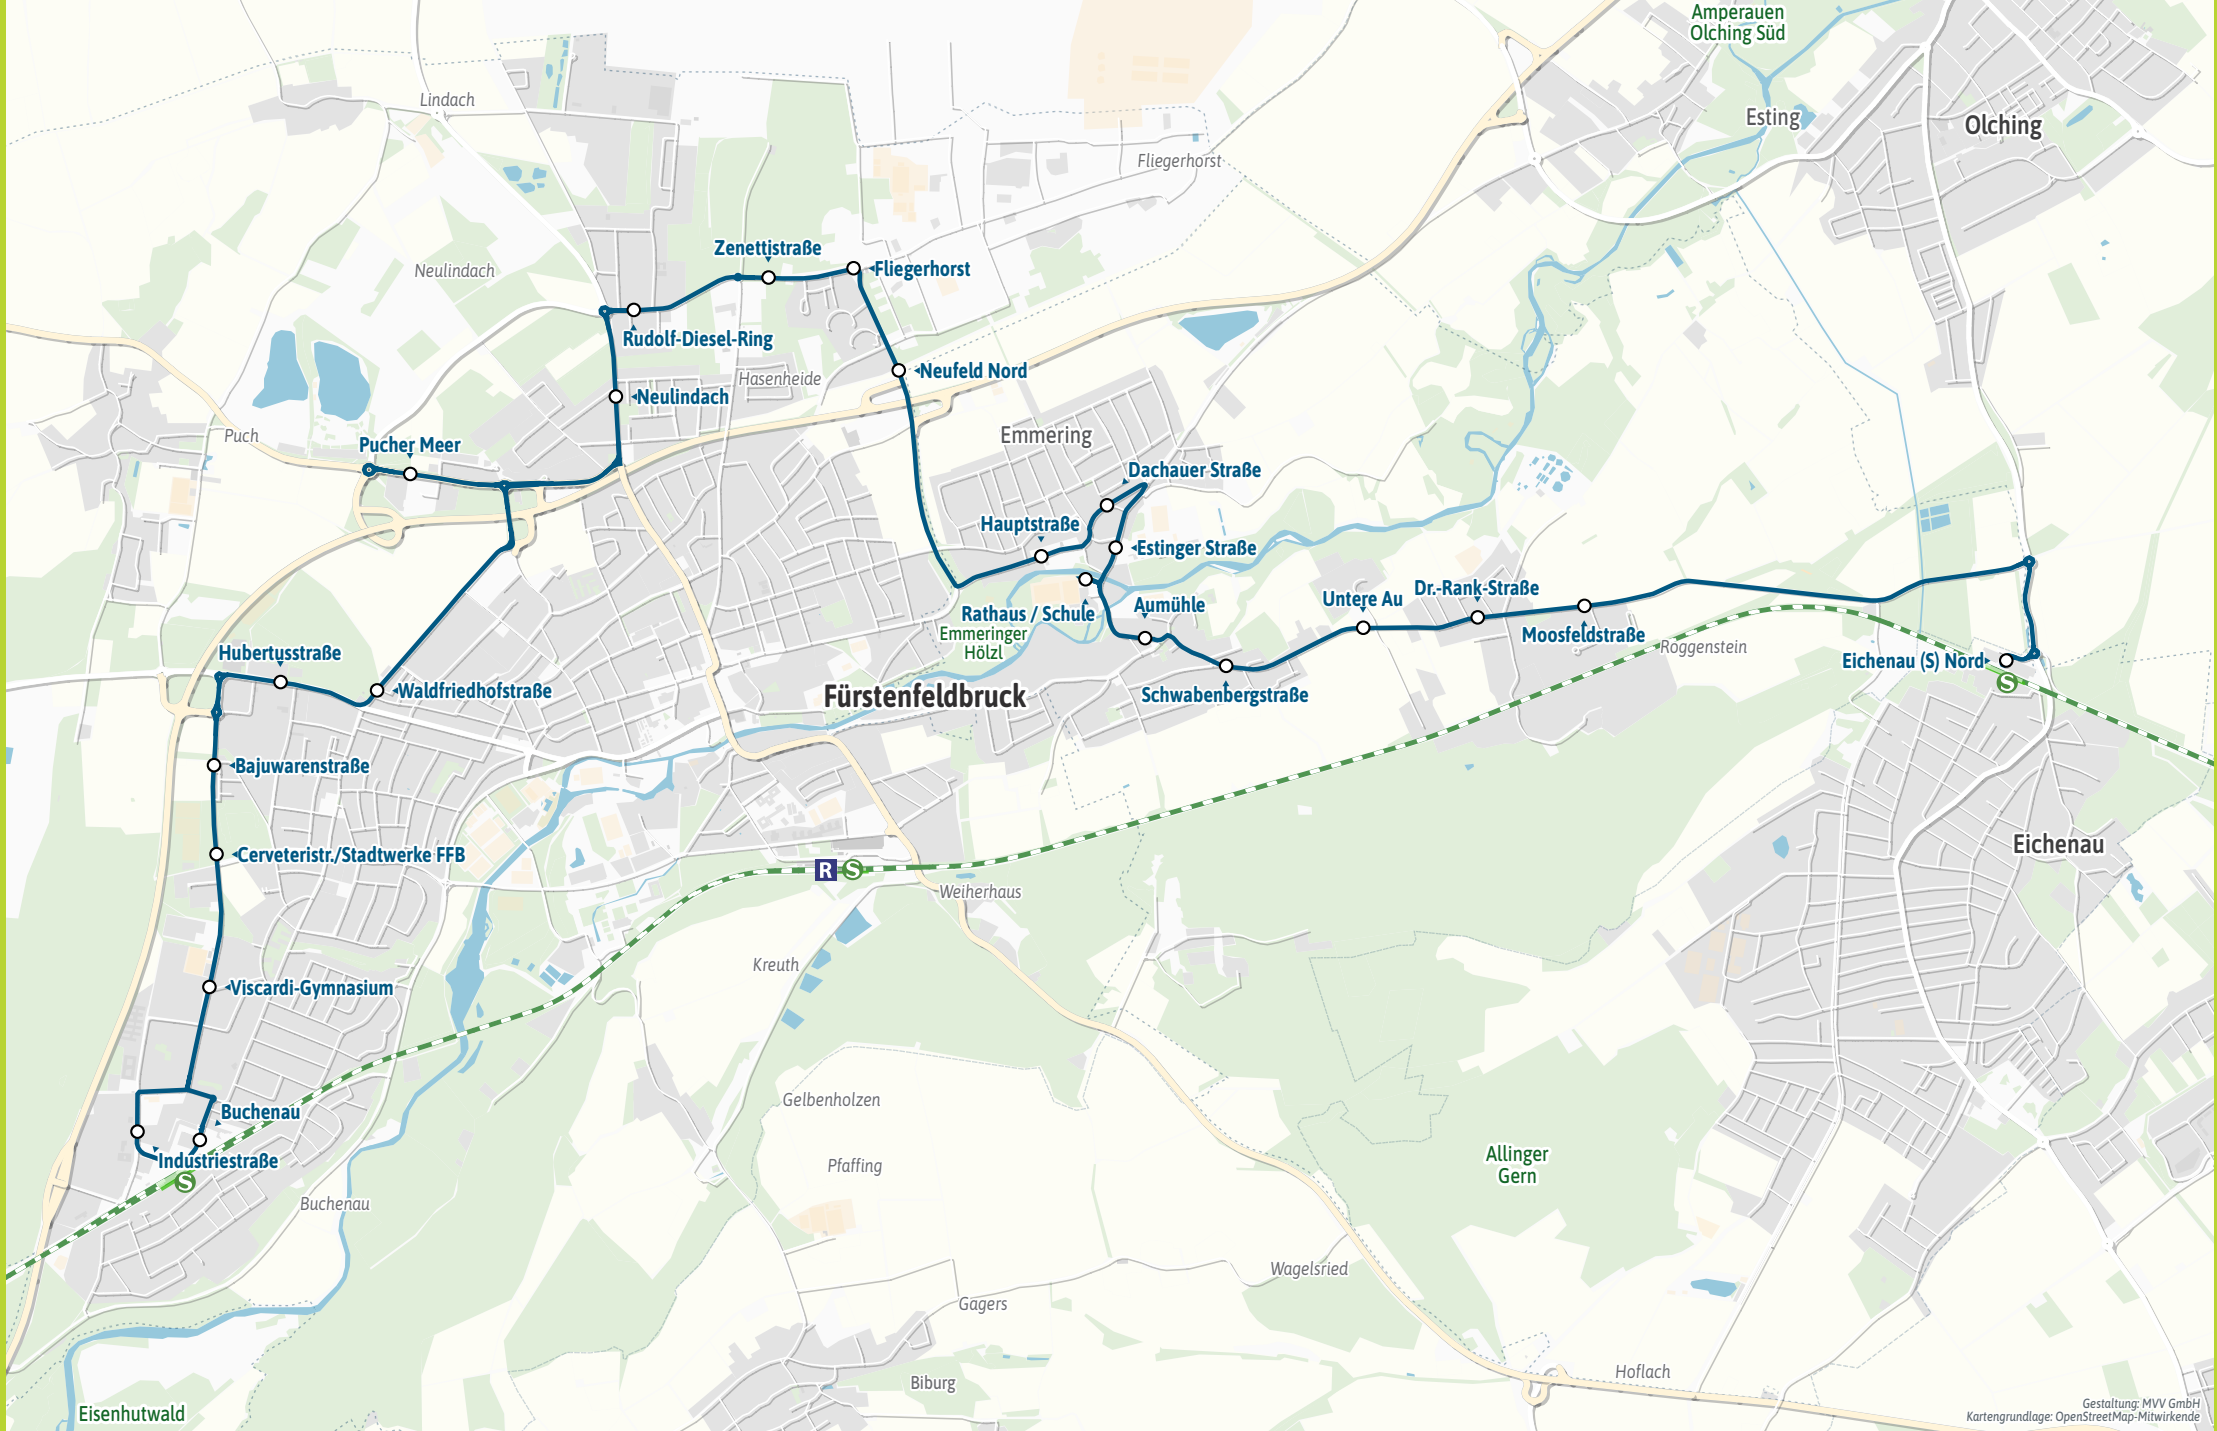 Amperauen
Olching Süd
Lindach
Esting
Olching
Fliegerhorst
Zenettistraße
Fliegerhorst
Neulindach
Rudolf-Diesel-Ring
Neufeld Nord
Hasenheide
Neulindach
Puch
Pucher Meer
Emmering
Dachauer Straße
Hauptstraße
Estinger Straße
Rathaus / Schule
Aumühle
Untere Au
Dr.-Rank-Straße
Emmeringer
Hölzl
Moosfeldstraße
Roggenstein
Hubertusstraße
Eichenau (S) Nord
S
Waldfriedhofstraße
Fürstenfeldbruck
Schwabenbergstraße
Bajuwarenstraße
Cerveteristr./Stadtwerke FFB
Eichenau
R S
Weiherhaus
Kreuth
Viscardi-Gymnasium
Gelbenholzen
Buchenau
Industriestraße
S
Pfaffing
Allinger
Gern
Buchenau
Wagelsried
Gagers
Biburg
Hoflach
Eisenhutwald
Gestaltung: MVV GmbH
Kartengrundlage: OpenStreetMap-Mitwirkende